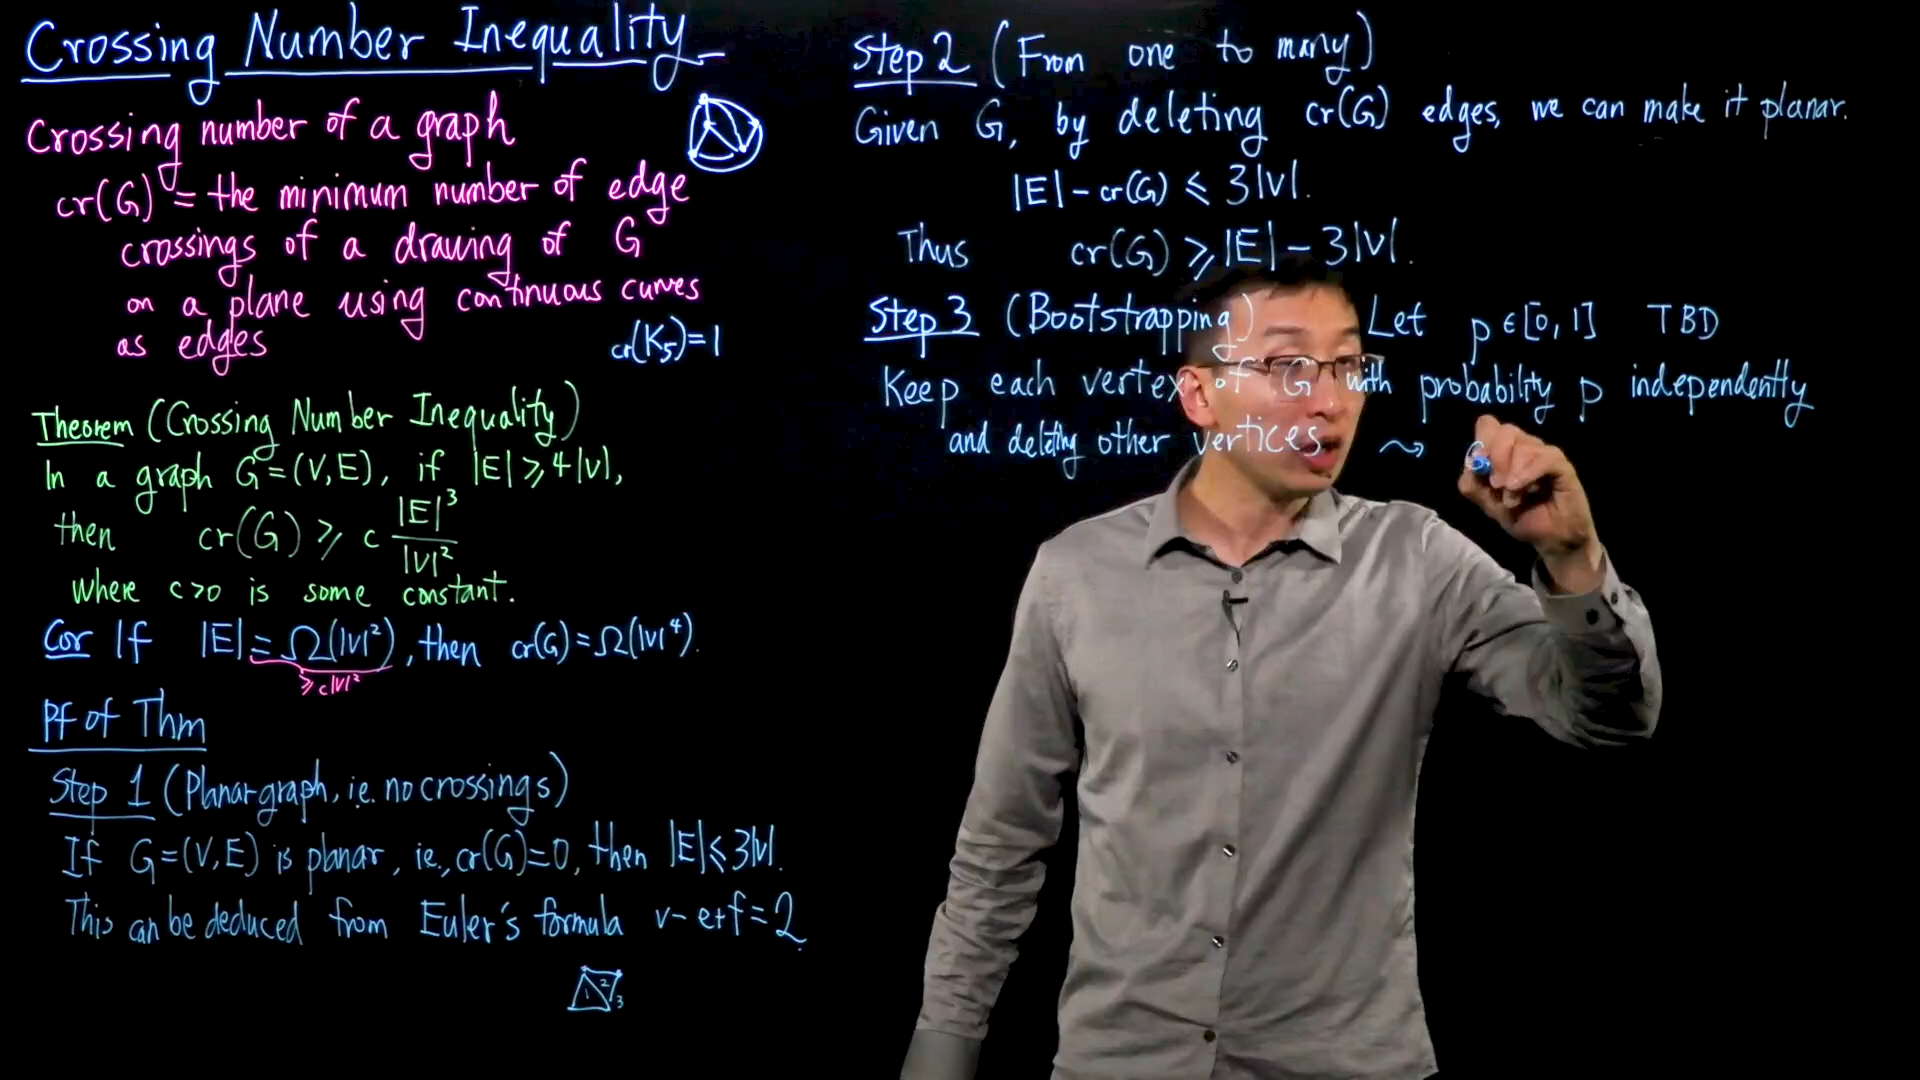 Crossing Number Inequality
Crossing number of a graph
cr(G) = the minimum number of edge
crossings of a drawing of G
on a plane using continuous curves
as edges
cr(K₅)=1
Theorem (Crossing Number Inequality)
In a graph G=(V,E), if |E| ⩾ 4|V|,
then cr(G) ⩾ c |E|³/|V|²
where c>0 is some constant.
Cor If |E| = Ω(|V|²), then cr(G)=Ω(|V|⁴).
⩾ c|V|²
Pf of Thm
Step 1 (Planar graph, i.e. no crossings)
If G=(V,E) is planar, i.e., cr(G)=0, then |E|⩽3|V|.
This can be deduced from Euler's formula v-e+f=2
1 2 3
Step 2 (From one to many)
Given G, by deleting cr(G) edges, we can make it planar.
|E| - cr(G) ⩽ 3|V|.
Thus cr(G) ⩾ |E| - 3|V|.
Step 3 (Bootstrapping) Let p∈[0,1] TBD
Keep each vertex of G with probability p independently
and deleting other vertices ⇝